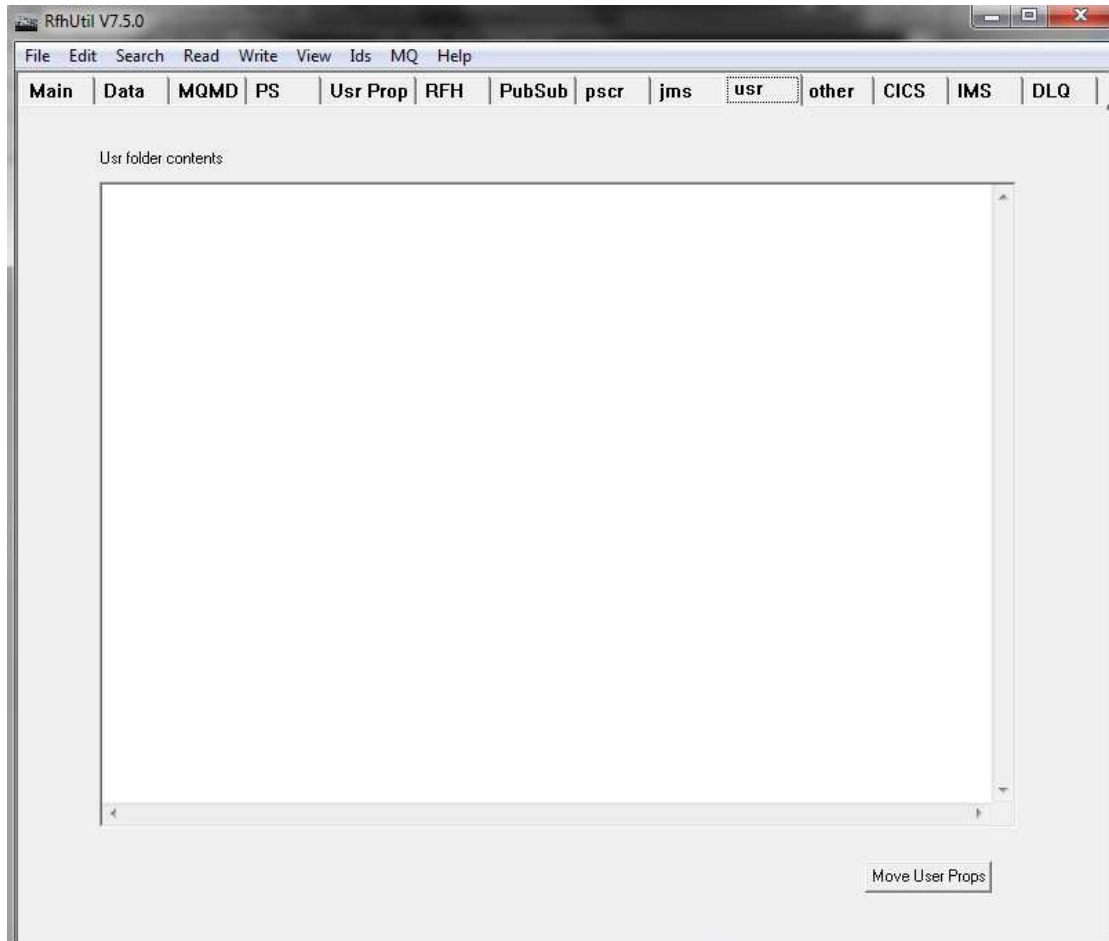 RfhUtil V7.5.0
File Edit Search Read Write View Ids MQ Help
Main Data MQMD PS Usr Prop RFH PubSub pscr jms usr other CICS IMS DLQ
Usr folder contents
Move User Props